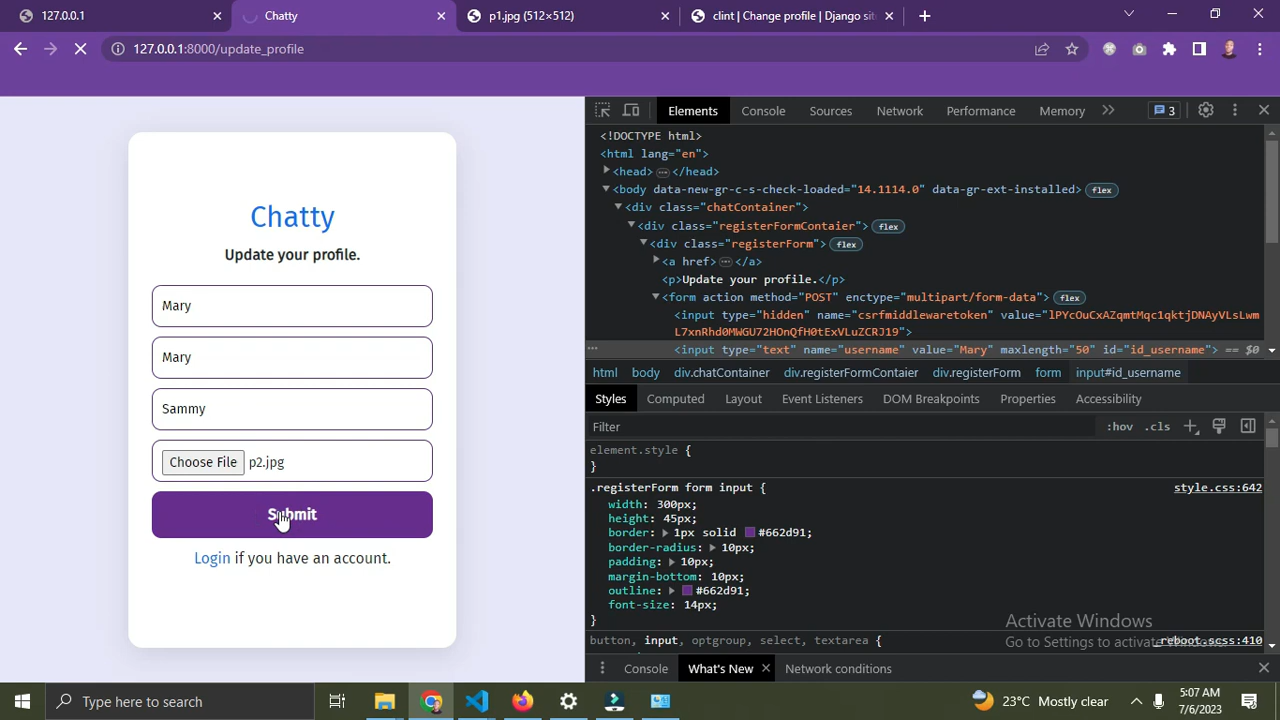 127.0.0.1
Chatty
p1.jpg (512×512)
clint | Change profile | Django sit
127.0.0.1:8000/update_profile
Chatty
Update your profile.
Mary
Mary
Sammy
Choose File p2.jpg
Submit
Login if you have an account.
Elements Console Sources Network Performance Memory 3
<!DOCTYPE html>
<html lang="en">
<head> </head>
<body data-new-gr-c-s-check-loaded="14.1114.0" data-gr-ext-installed> flex
<div class="chatContainer">
<div class="registerFormContaier"> flex
<div class="registerForm"> flex
<a href> </a>
<p>Update your profile.</p>
<form action method="POST" enctype="multipart/form-data"> flex
<input type="hidden" name="csrfmiddlewaretoken" value="lPYcOuCxAZqmtMqc1qktjDNAyVLsLwm
L7xnRhd0MWGU72HOnQfH0tExVLuZCRJ19">
<input type="text" name="username" value="Mary" maxlength="50" id="id_username"> == $0
html body div.chatContainer div.registerFormContaier div.registerForm form input#id_username
Styles Computed Layout Event Listeners DOM Breakpoints Properties Accessibility
Filter :hov .cls
element.style {
}
.registerForm form input { style.css:642
width: 300px;
height: 45px;
border: 1px solid #662d91;
border-radius: 10px;
padding: 10px;
margin-bottom: 10px;
outline: #662d91;
font-size: 14px;
}
button, input, optgroup, select, textarea { _reboot.scss:410
Activate Windows
Go to Settings to activate Windows.
Console What's New Network conditions
Type here to search
23°C Mostly clear
5:07 AM
7/6/2023